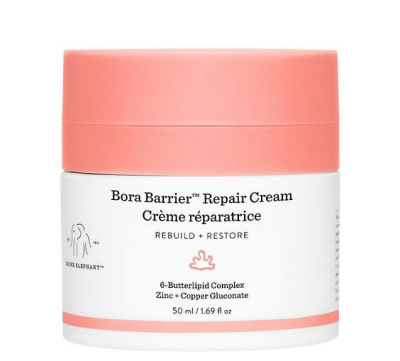 Bora Barrier™ Repair Cream
Crème réparatrice
REBUILD + RESTORE
ELEPHANT™
6-Butterlipid Complex
Zinc + Copper Gluconate
50 ml / 1.69 fl oz